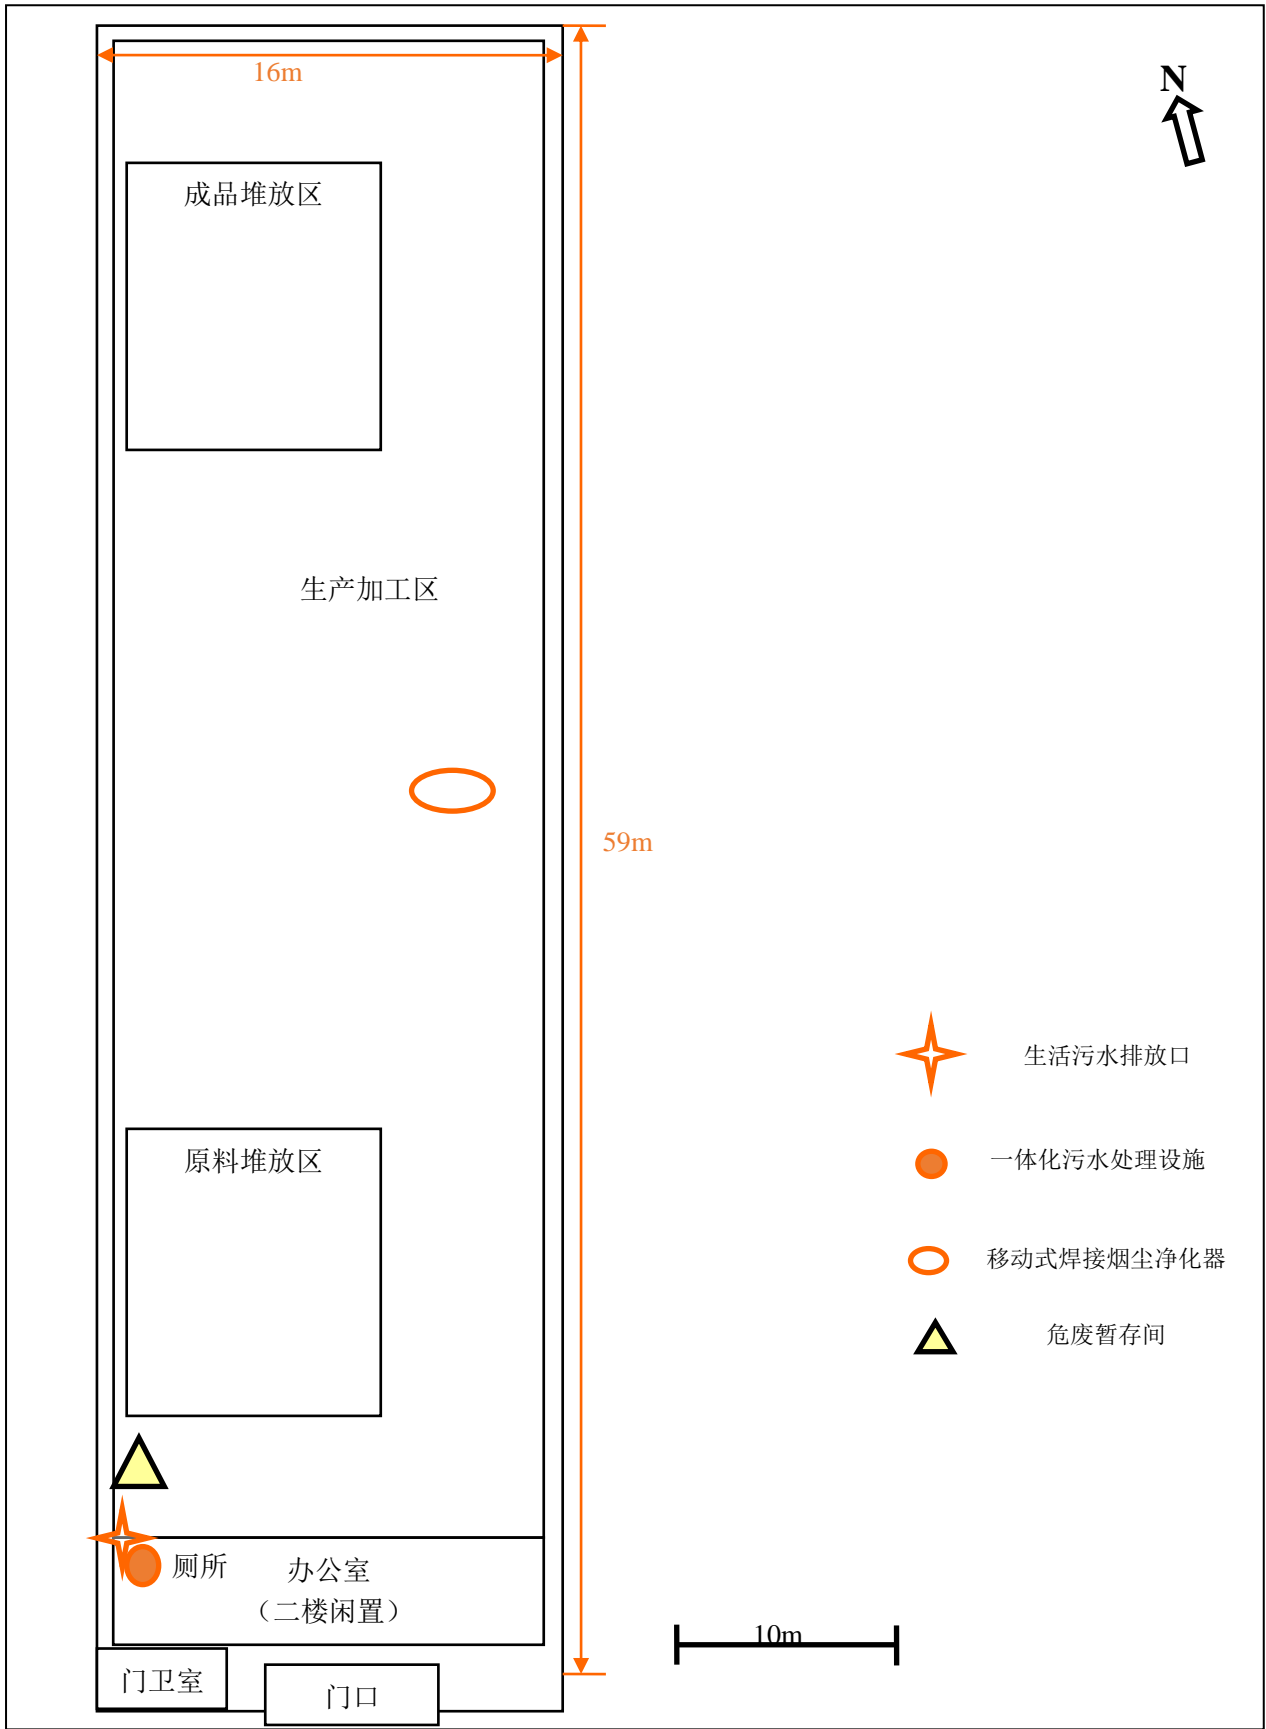 16m
N
成品堆放区
生产加工区
59m
生活污水排放口
原料堆放区
一体化污水处理设施
移动式焊接烟尘净化器
危废暂存间
厕所
办公室
（二楼闲置）
10m
门卫室
门口